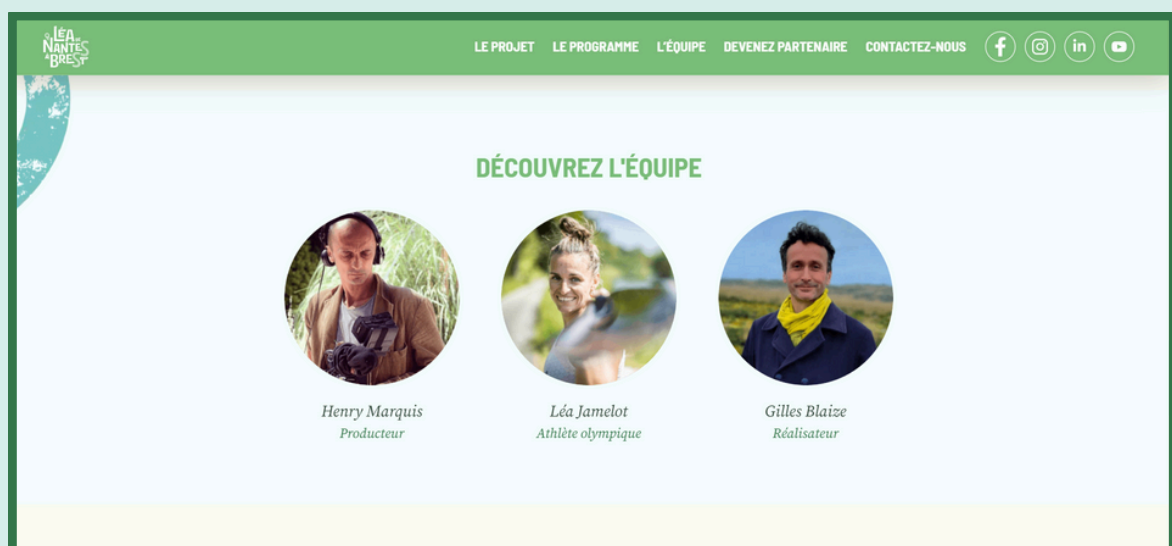 LÉA DE
NANTES
À BREST
LE PROJET LE PROGRAMME L'ÉQUIPE DEVENEZ PARTENAIRE CONTACTEZ-NOUS
DÉCOUVREZ L'ÉQUIPE
Henry Marquis Léa Jamelot Gilles Blaize
Producteur Athlète olympique Réalisateur